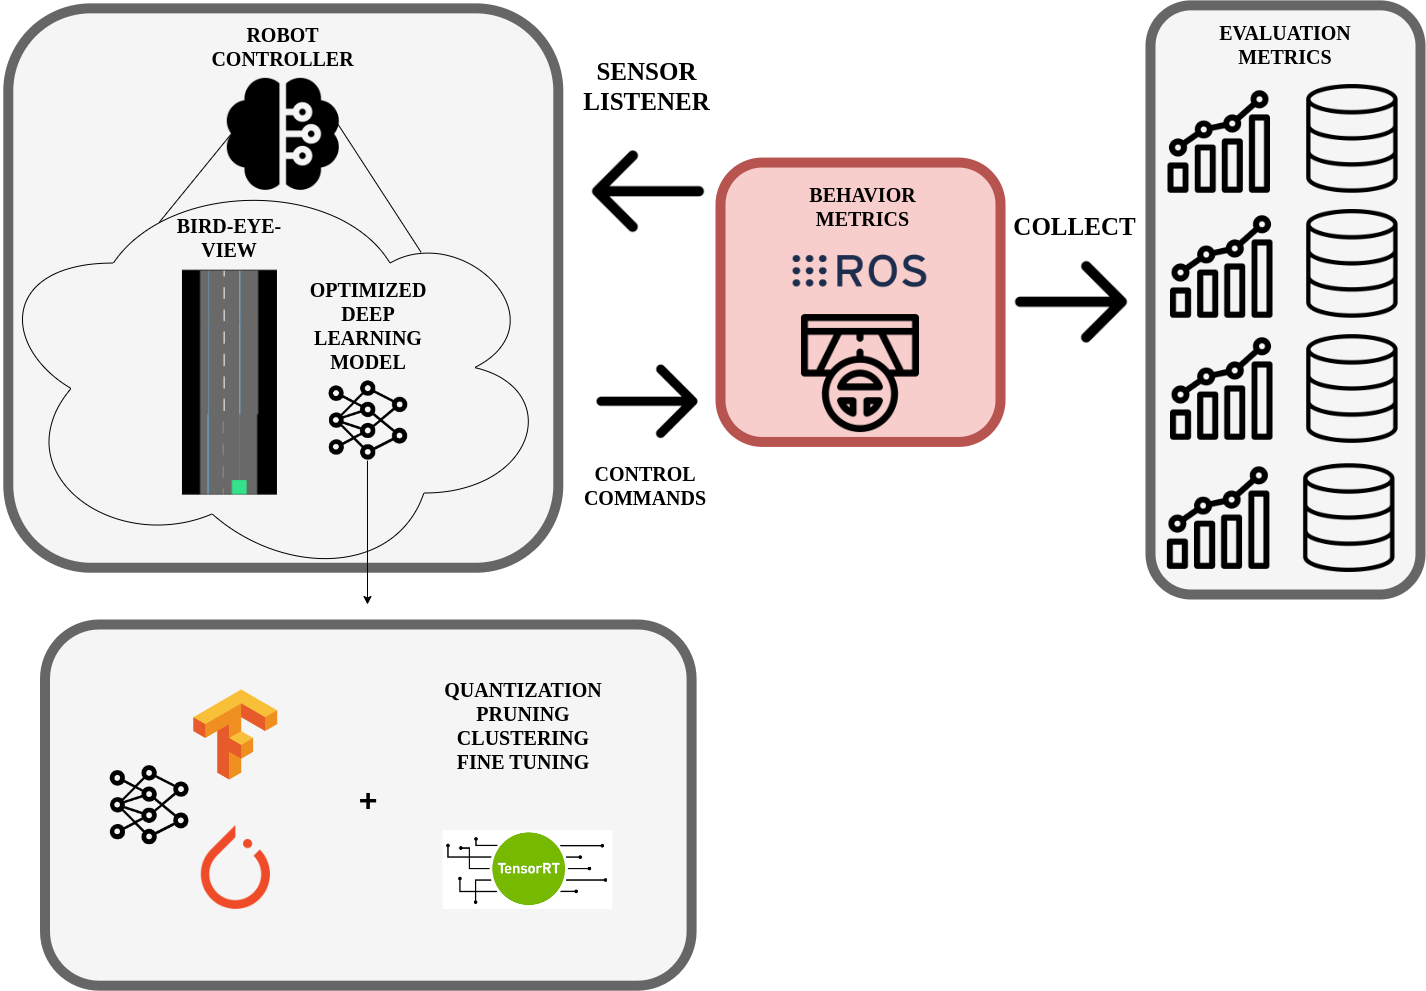 ROBOT
CONTROLLER
BIRD-EYE-
VIEW
OPTIMIZED
DEEP
LEARNING
MODEL
SENSOR
LISTENER
CONTROL
COMMANDS
BEHAVIOR
METRICS
ROS
COLLECT
EVALUATION
METRICS
+
QUANTIZATION
PRUNING
CLUSTERING
FINE TUNING
TensorRT